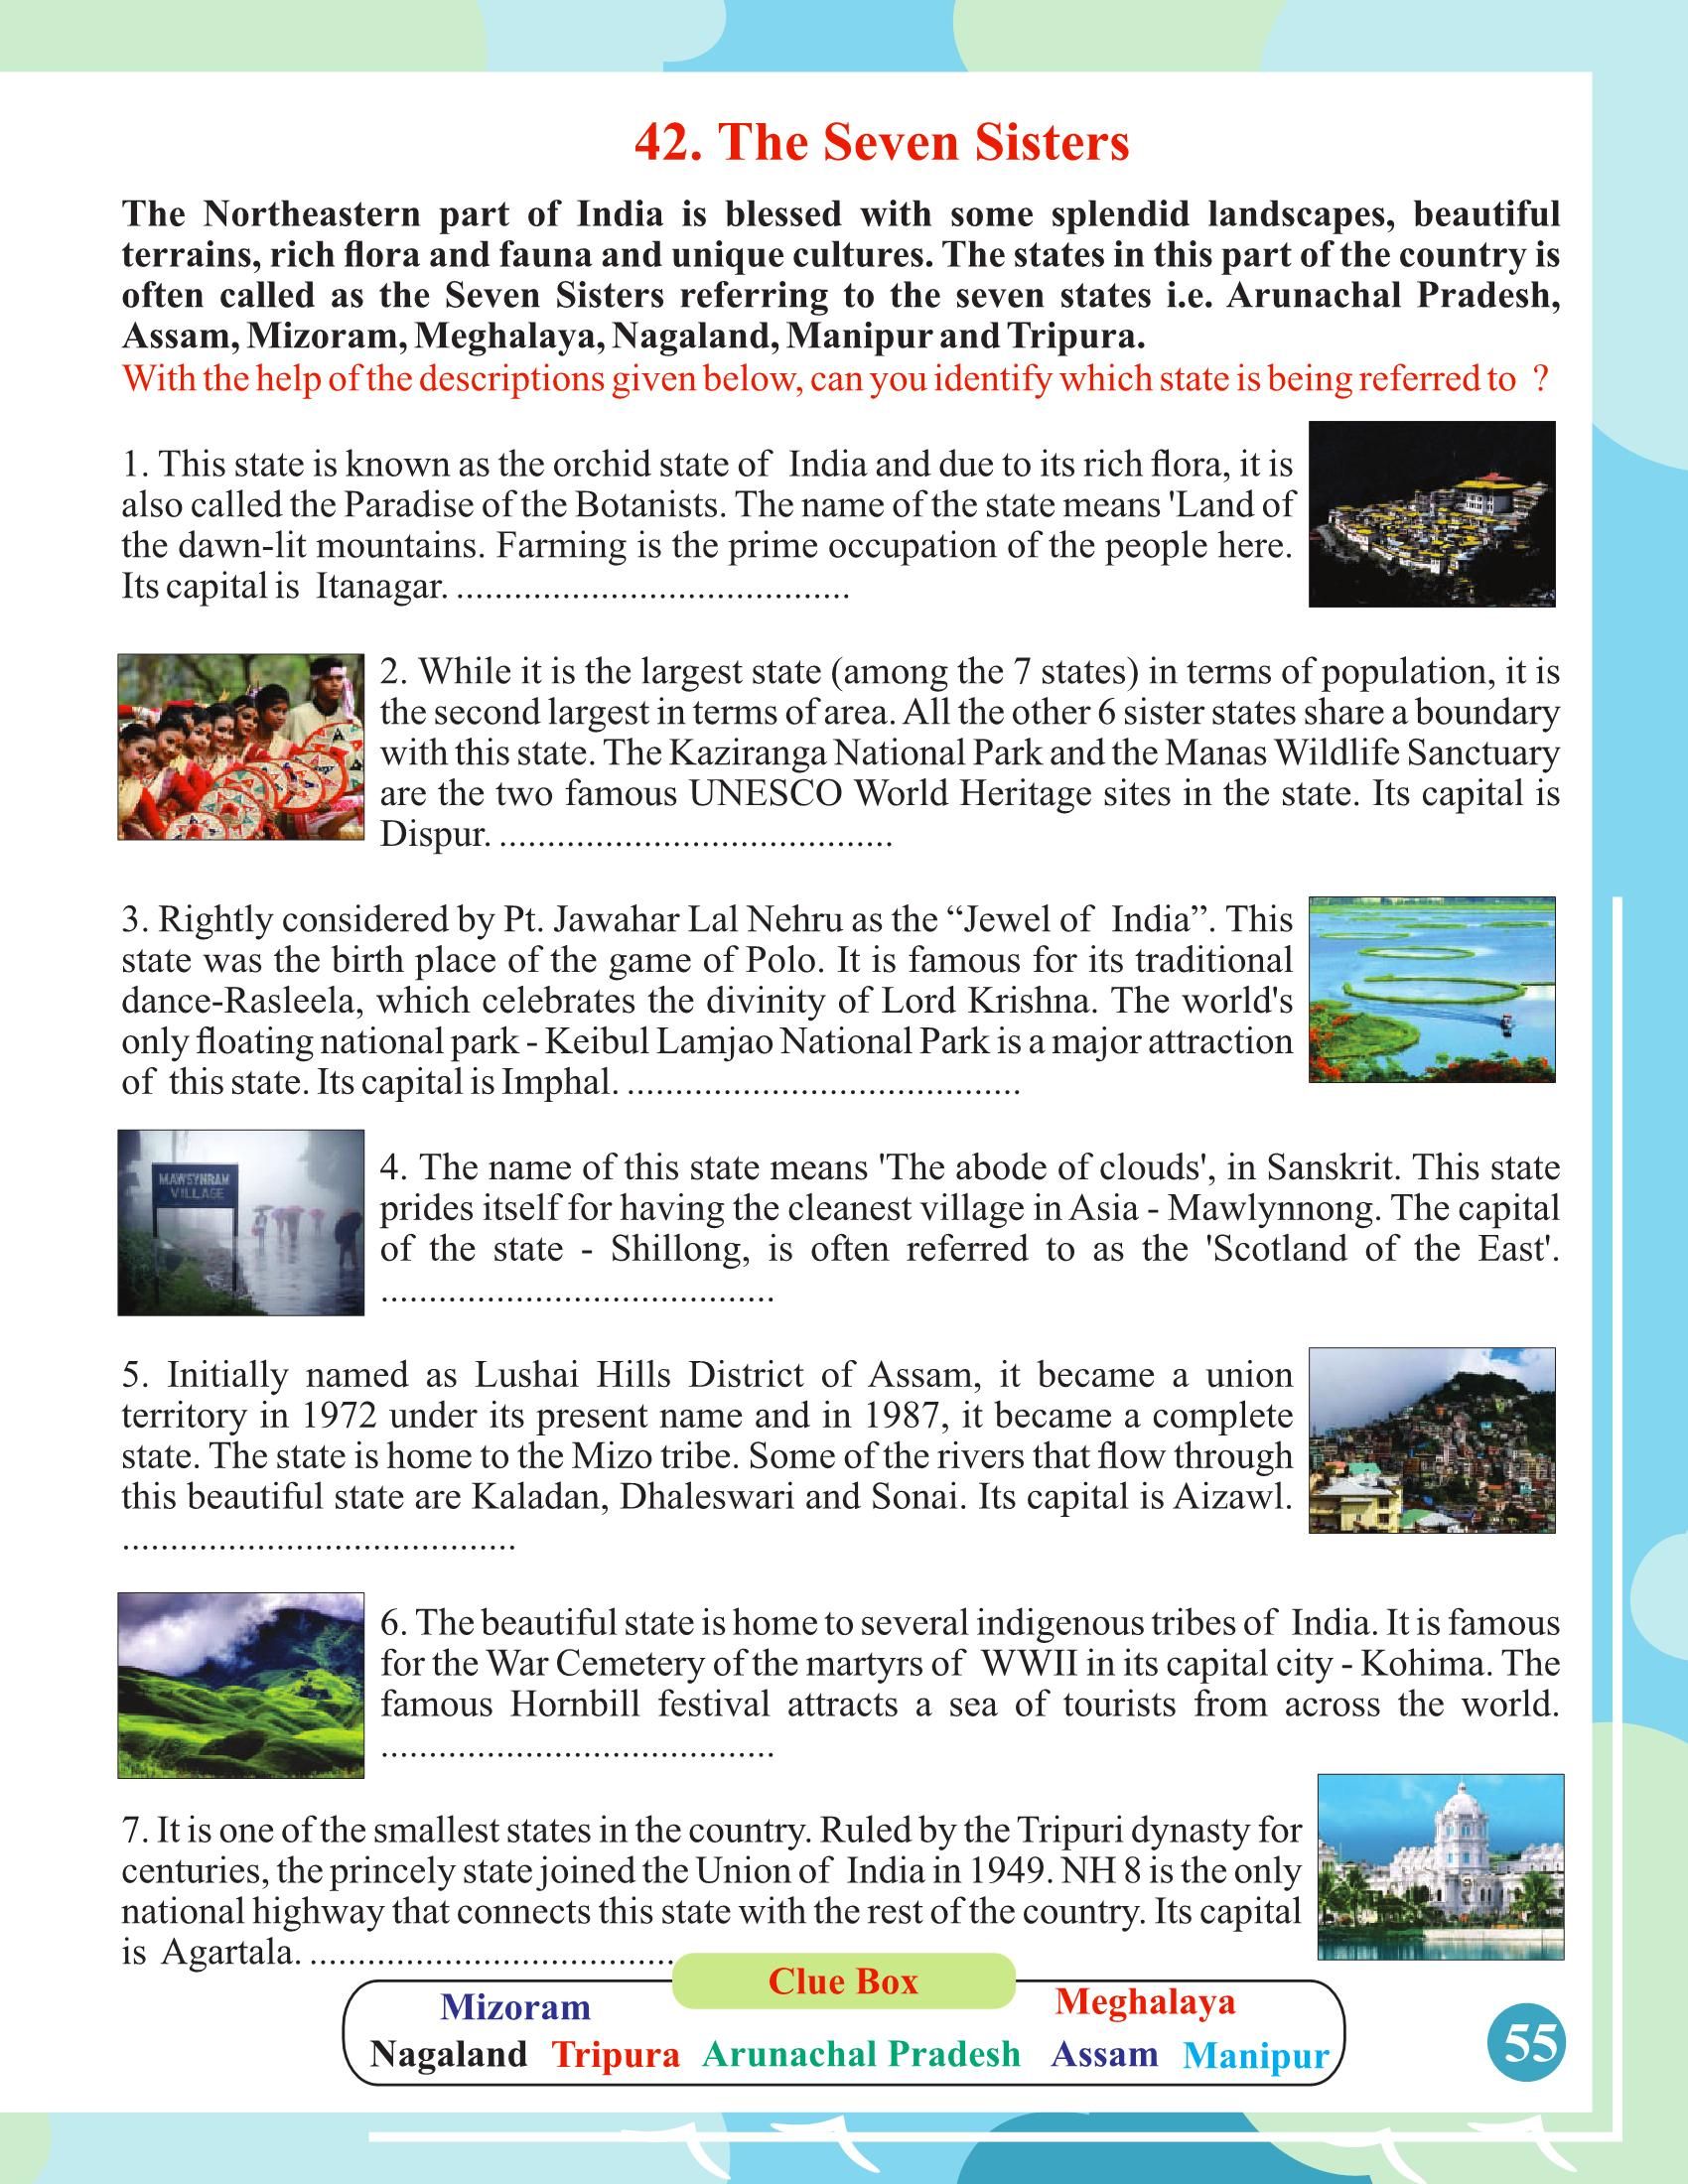 42. The Seven Sisters
The Northeastern part of India is blessed with some splendid landscapes, beautiful
terrains, rich flora and fauna and unique cultures. The states in this part of the country is
often called as the Seven Sisters referring to the seven states i.e. Arunachal Pradesh,
Assam, Mizoram, Meghalaya, Nagaland, Manipur and Tripura.
With the help of the descriptions given below, can you identify which state is being referred to ?
1. This state is known as the orchid state of India and due to its rich flora, it is
also called the Paradise of the Botanists. The name of the state means 'Land of
the dawn-lit mountains. Farming is the prime occupation of the people here.
Its capital is Itanagar. .........................................
2. While it is the largest state (among the 7 states) in terms of population, it is
the second largest in terms of area. All the other 6 sister states share a boundary
with this state. The Kaziranga National Park and the Manas Wildlife Sanctuary
are the two famous UNESCO World Heritage sites in the state. Its capital is
Dispur. .........................................
3. Rightly considered by Pt. Jawahar Lal Nehru as the “Jewel of India”. This
state was the birth place of the game of Polo. It is famous for its traditional
dance-Rasleela, which celebrates the divinity of Lord Krishna. The world's
only floating national park - Keibul Lamjao National Park is a major attraction
of this state. Its capital is Imphal. .........................................
MAWSYNRAM
VILLAGE
4. The name of this state means 'The abode of clouds', in Sanskrit. This state
prides itself for having the cleanest village in Asia - Mawlynnong. The capital
of the state - Shillong, is often referred to as the 'Scotland of the East'.
.........................................
5. Initially named as Lushai Hills District of Assam, it became a union
territory in 1972 under its present name and in 1987, it became a complete
state. The state is home to the Mizo tribe. Some of the rivers that flow through
this beautiful state are Kaladan, Dhaleswari and Sonai. Its capital is Aizawl.
.........................................
6. The beautiful state is home to several indigenous tribes of India. It is famous
for the War Cemetery of the martyrs of WWII in its capital city - Kohima. The
famous Hornbill festival attracts a sea of tourists from across the world.
.........................................
7. It is one of the smallest states in the country. Ruled by the Tripuri dynasty for
centuries, the princely state joined the Union of India in 1949. NH 8 is the only
national highway that connects this state with the rest of the country. Its capital
is Agartala. ......................................
Clue Box
Mizoram Meghalaya
Nagaland Tripura Arunachal Pradesh Assam Manipur
55